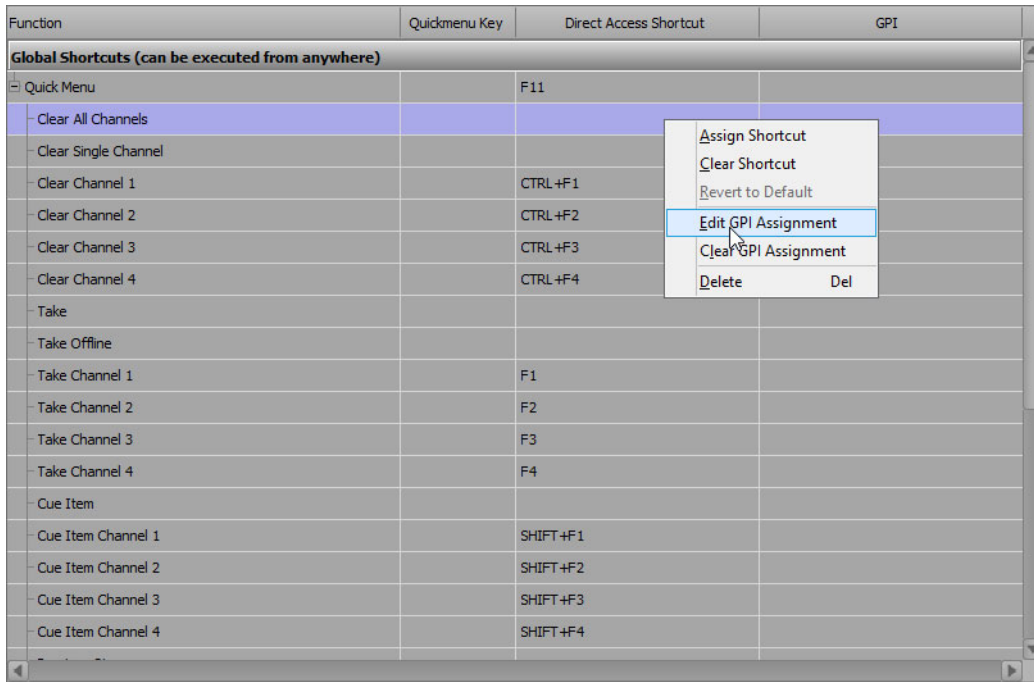 Function Quickmenu Key Direct Access Shortcut GPI
Global Shortcuts (can be executed from anywhere)
Quick Menu F11
Clear All Channels
Assign Shortcut
Clear Single Channel
Clear Shortcut
Clear Channel 1 CTRL+F1
Revert to Default
Clear Channel 2 CTRL+F2
Edit GPI Assignment
Clear Channel 3 CTRL+F3
Clear GPI Assignment
Clear Channel 4 CTRL+F4
Delete Del
Take
Take Offline
Take Channel 1 F1
Take Channel 2 F2
Take Channel 3 F3
Take Channel 4 F4
Cue Item
Cue Item Channel 1 SHIFT+F1
Cue Item Channel 2 SHIFT+F2
Cue Item Channel 3 SHIFT+F3
Cue Item Channel 4 SHIFT+F4